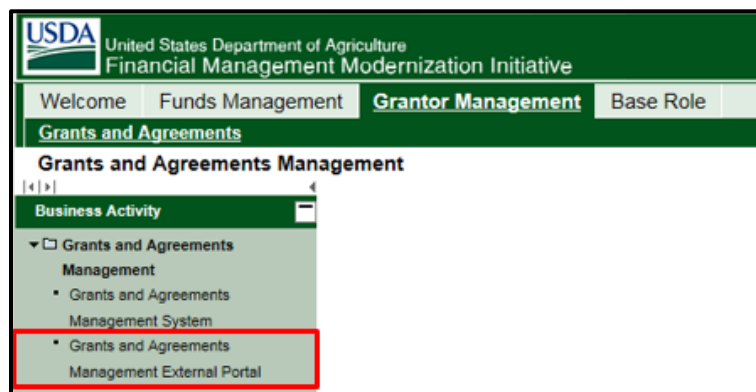 USDA
United States Department of Agriculture
Financial Management Modernization Initiative
Welcome Funds Management Grantor Management Base Role
Grants and Agreements
Grants and Agreements Management
Business Activity
Grants and Agreements
Management
Grants and Agreements
Management System
Grants and Agreements
Management External Portal